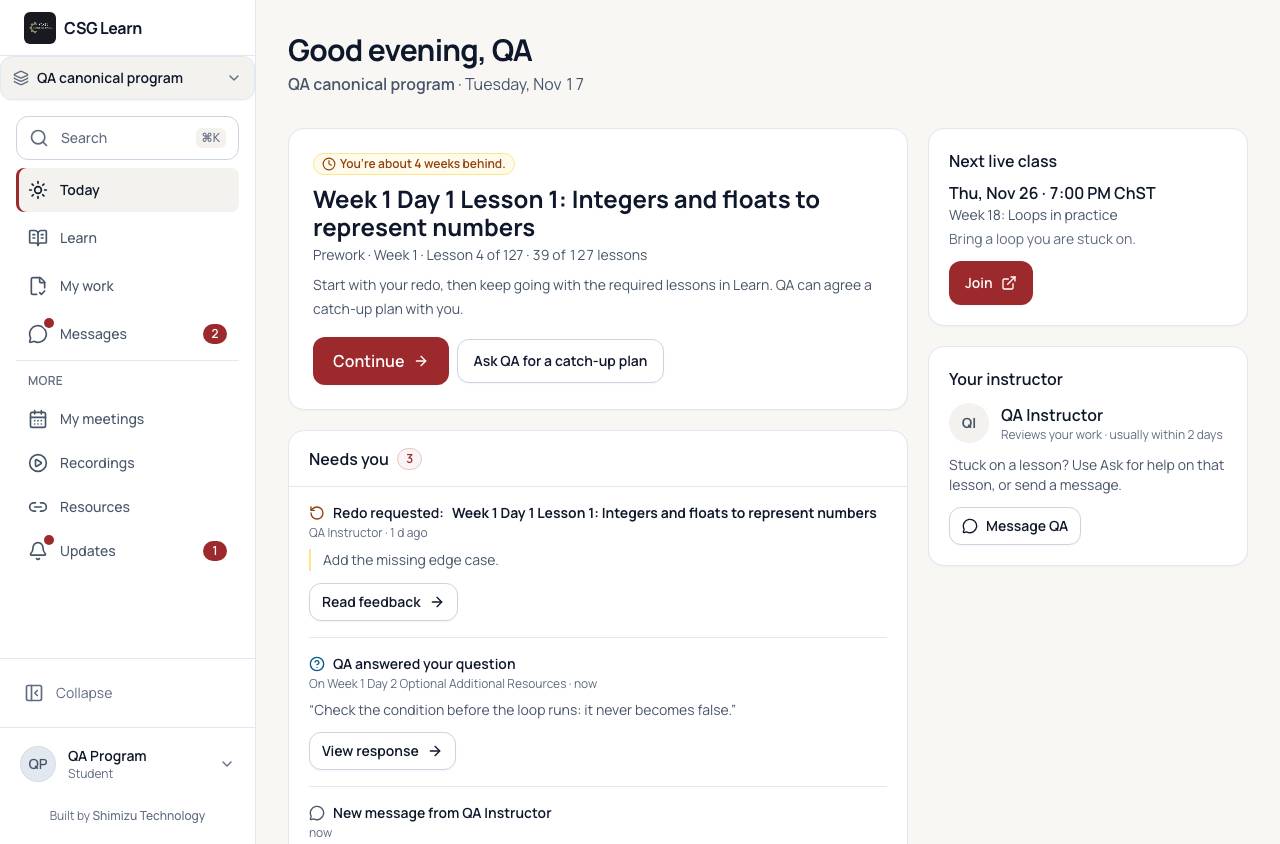 CSG Learn
QA canonical program
Search ⌘K
Today
Learn
My work
Messages 2
MORE
My meetings
Recordings
Resources
Updates 1
Collapse
QP
QA Program
Student
Built by Shimizu Technology
Good evening, QA
QA canonical program · Tuesday, Nov 17
You're about 4 weeks behind.
Week 1 Day 1 Lesson 1: Integers and floats to
represent numbers
Prework · Week 1 · Lesson 4 of 127 · 39 of 127 lessons
Start with your redo, then keep going with the required lessons in Learn. QA can agree a
catch-up plan with you.
Continue
Ask QA for a catch-up plan
Needs you 3
Redo requested: Week 1 Day 1 Lesson 1: Integers and floats to represent numbers
QA Instructor · 1 d ago
Add the missing edge case.
Read feedback
QA answered your question
On Week 1 Day 2 Optional Additional Resources · now
“Check the condition before the loop runs: it never becomes false.”
View response
New message from QA Instructor
now
Next live class
Thu, Nov 26 · 7:00 PM ChST
Week 18: Loops in practice
Bring a loop you are stuck on.
Join
Your instructor
QI
QA Instructor
Reviews your work · usually within 2 days
Stuck on a lesson? Use Ask for help on that
lesson, or send a message.
Message QA